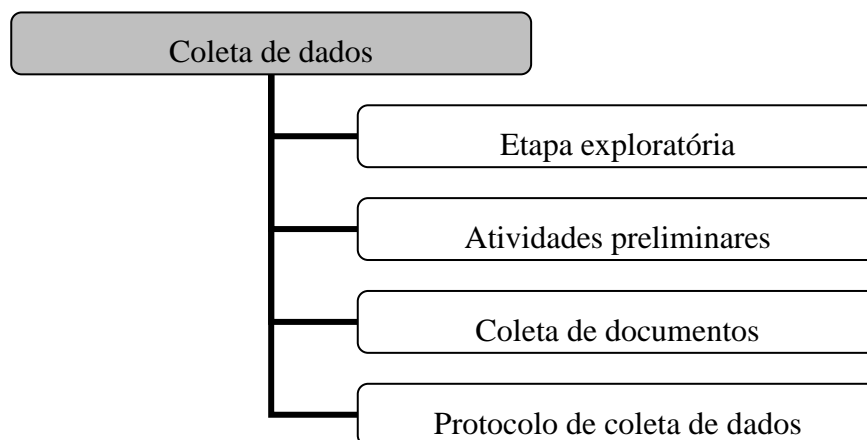 Coleta de dados
Etapa exploratória
Atividades preliminares
Coleta de documentos
Protocolo de coleta de dados